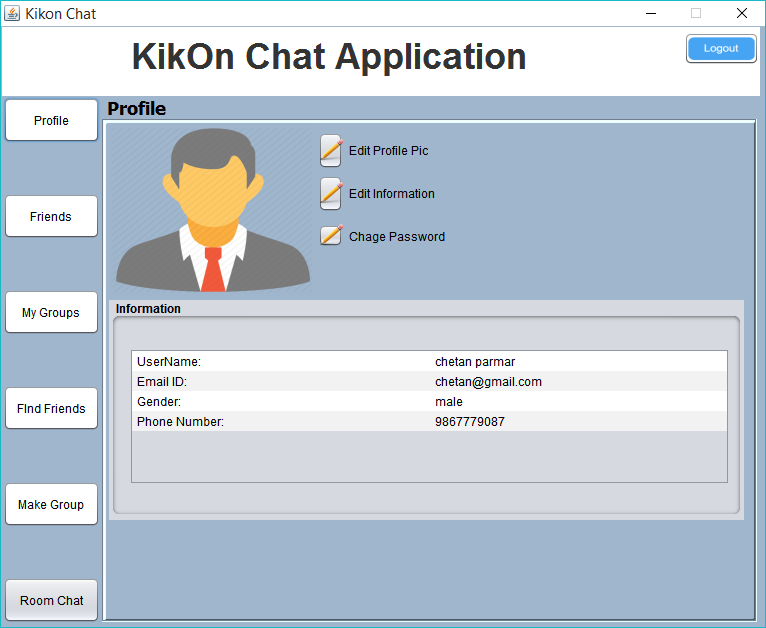 Kikon Chat
KikOn Chat Application
Logout
Profile
Friends
My Groups
FInd Friends
Make Group
Room Chat
Profile
Edit Profile Pic
Edit Information
Chage Password
Information
UserName: chetan parmar
Email ID: chetan@gmail.com
Gender: male
Phone Number: 9867779087